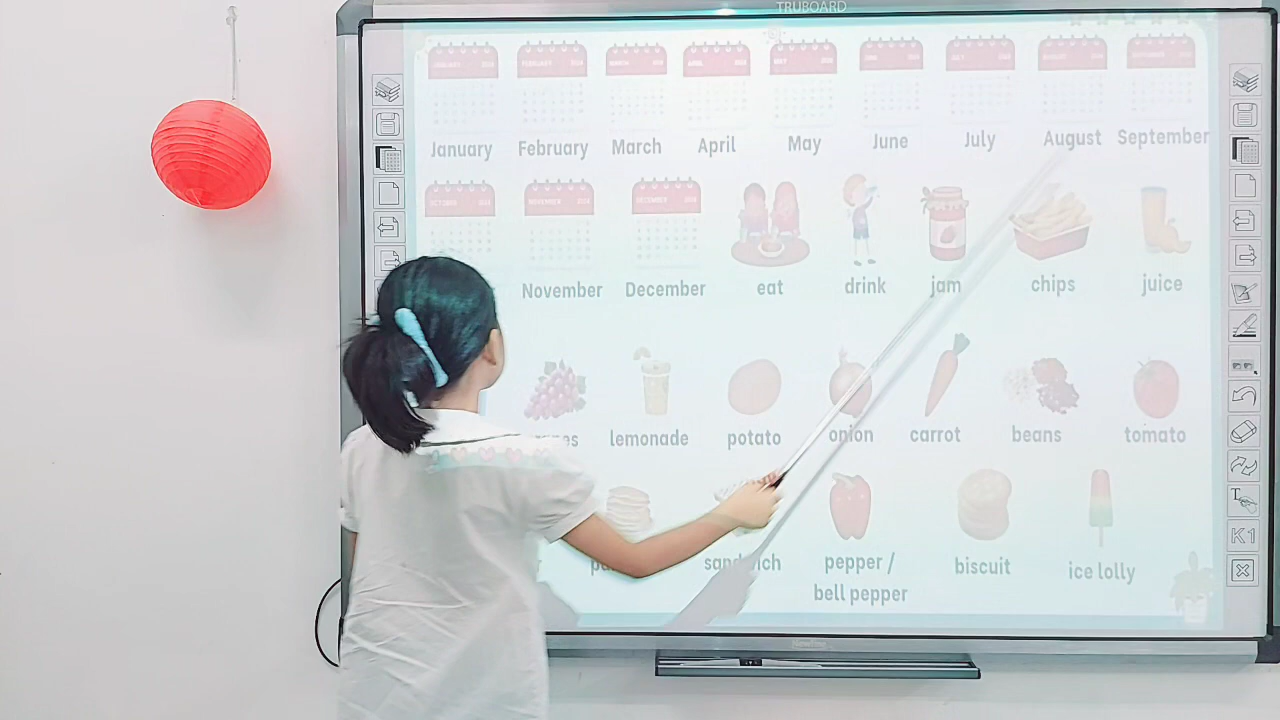 TRUBOARD
January February March April May June July August September
November December eat drink jam chips juice
lemonade potato onion carrot beans tomato
sandwich pepper / biscuit ice lolly
bell pepper
K1